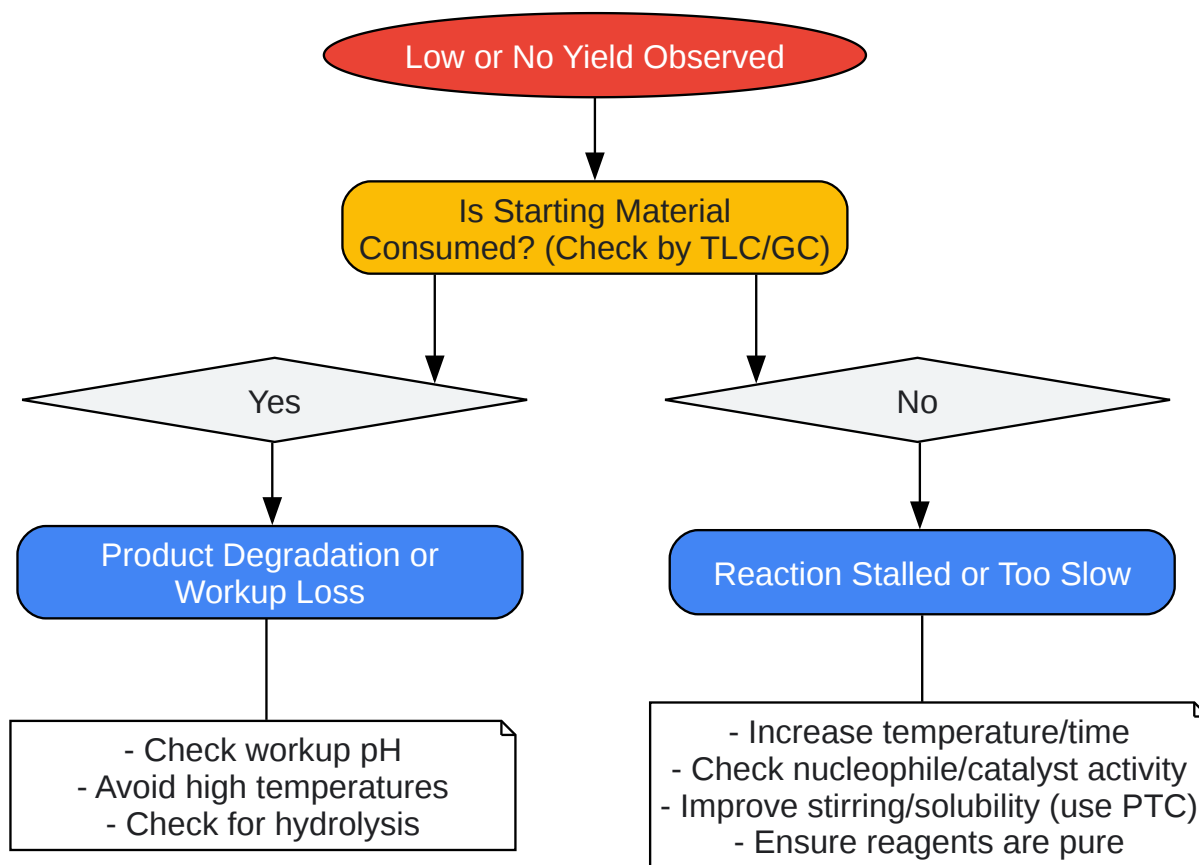 Low or No Yield Observed
Is Starting Material
Consumed? (Check by TLC/GC)
Yes
No
Product Degradation or
Workup Loss
Reaction Stalled or Too Slow
- Check workup pH
- Avoid high temperatures
- Check for hydrolysis
- Increase temperature/time
- Check nucleophile/catalyst activity
- Improve stirring/solubility (use PTC)
- Ensure reagents are pure